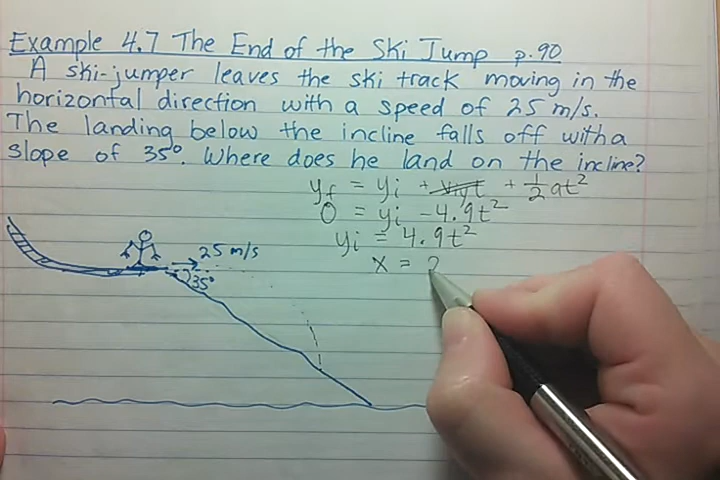 Example 4.7 The End of the Ski Jump p.90
A ski-jumper leaves the ski track moving in the
horizontal direction with a speed of 25 m/s.
The landing below the incline falls off with a
slope of 35°. Where does he land on the incline?
yf = yi + viyt + ½at²
0 = yi - 4.9t²
yi = 4.9t²
x = 2
25 m/s
35°